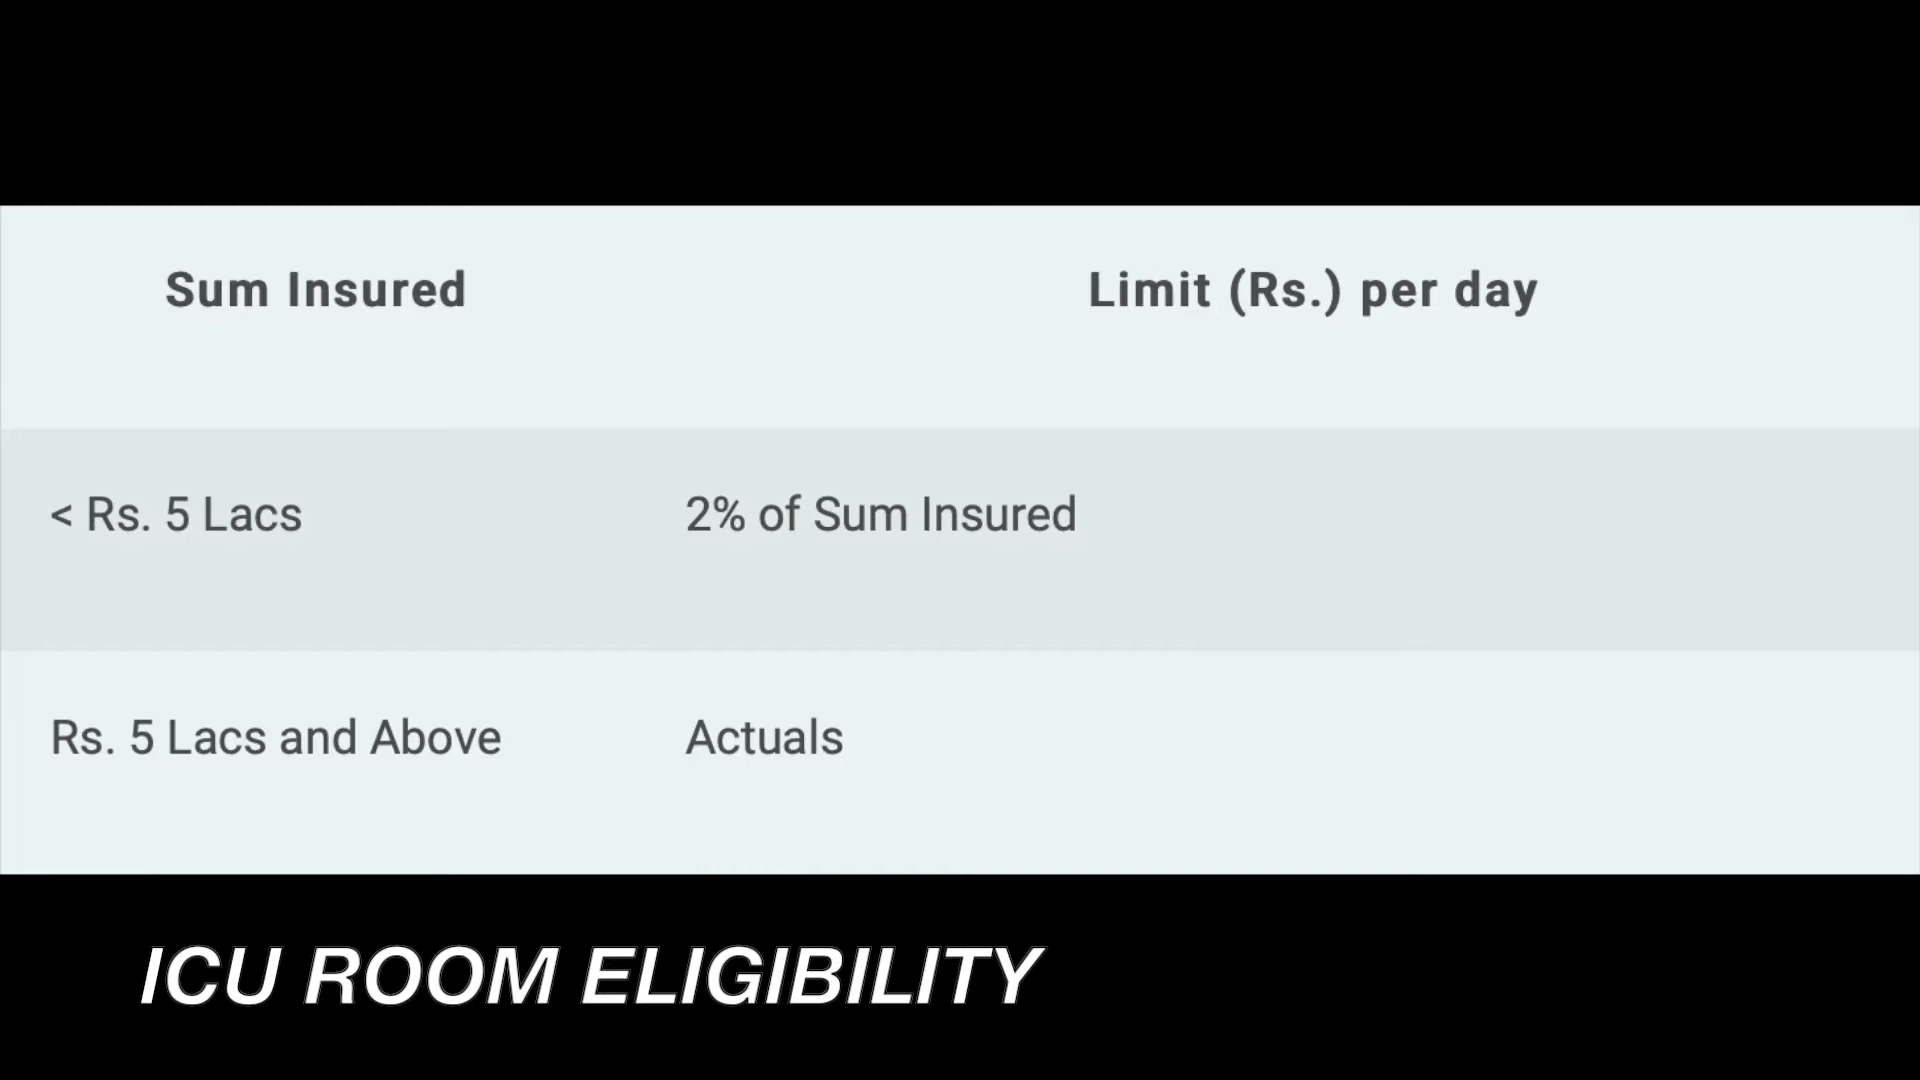 Sum Insured Limit (Rs.) per day
< Rs. 5 Lacs 2% of Sum Insured
Rs. 5 Lacs and Above Actuals
ICU ROOM ELIGIBILITY